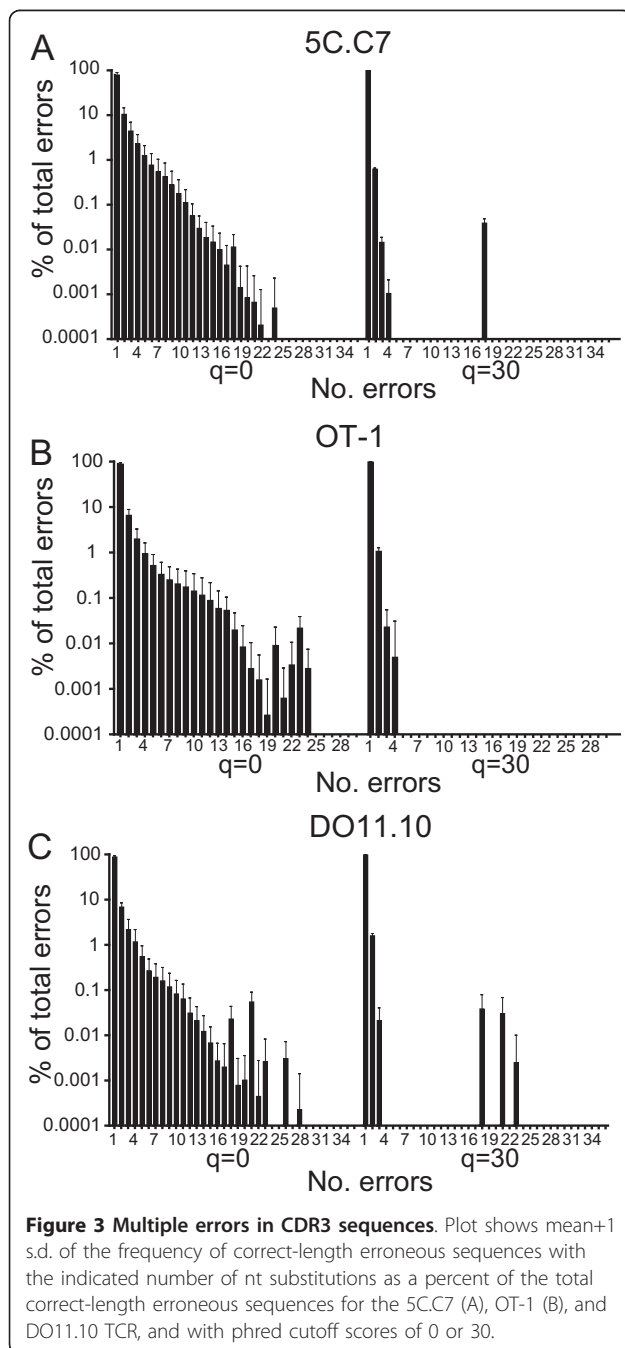 A
5C.C7
% of total errors
100
10
1
0.1
0.01
0.001
0.0001
1 4 7 10 13 16 19 22 25 28 31 34 1 4 7 10 13 16 19 22 25 28 31 34
q=0 q=30
No. errors
B
OT-1
% of total errors
100
10
1
0.1
0.01
0.001
0.0001
1 4 7 10 13 16 19 22 25 28 1 4 7 10 13 16 19 22 25 28
q=0 q=30
No. errors
C
DO11.10
% of total errors
100
10
1
0.1
0.01
0.001
0.0001
1 4 7 10 13 16 19 22 25 28 31 34 1 4 7 10 13 16 19 22 25 28 31 34
q=0 q=30
No. errors
Figure 3 Multiple errors in CDR3 sequences. Plot shows mean+1
s.d. of the frequency of correct-length erroneous sequences with
the indicated number of nt substitutions as a percent of the total
correct-length erroneous sequences for the 5C.C7 (A), OT-1 (B), and
DO11.10 TCR, and with phred cutoff scores of 0 or 30.